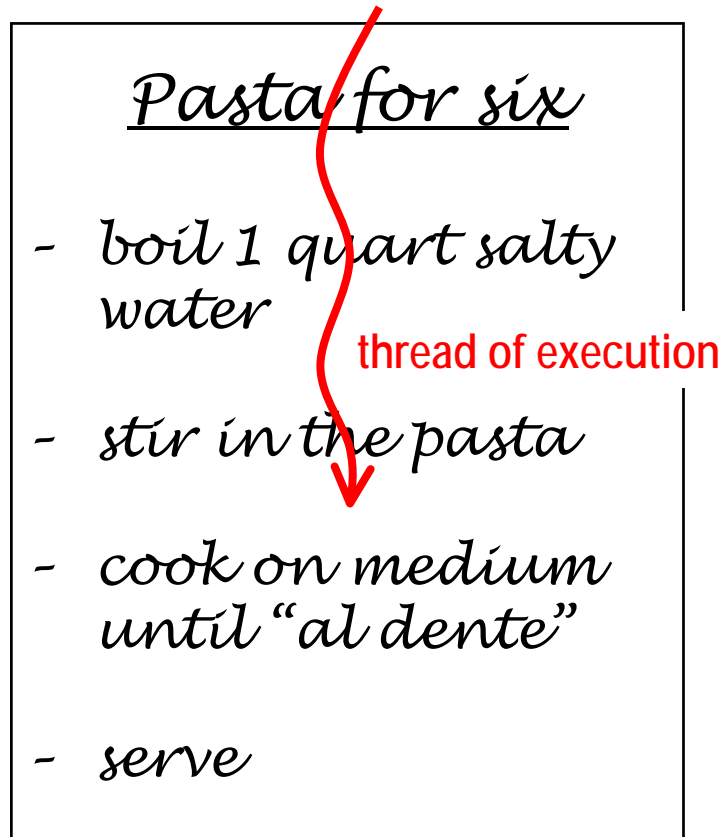 Pasta for six
- boil 1 quart salty
water
thread of execution
- stir in the pasta
- cook on medium
until “al dente”
- serve